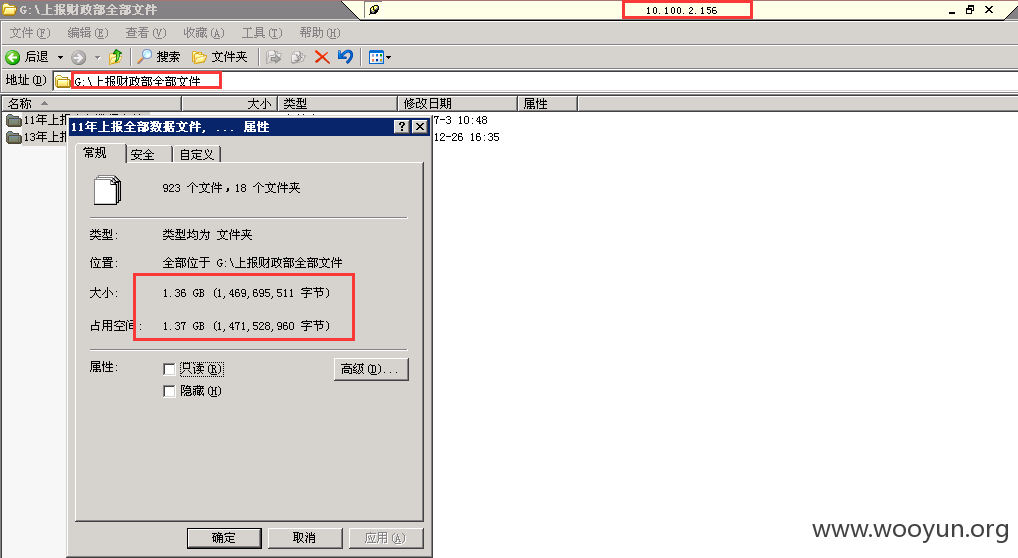 G:\上报财政部全部文件
10.100.2.156
文件(F) 编辑(E) 查看(V) 收藏(A) 工具(T) 帮助(H)
后退 搜索 文件夹
地址(D) G:\上报财政部全部文件
名称 大小 类型 修改日期 属性
11年上报 7-3 10:48
13年上报 12-26 16:35
11年上报全部数据文件, ... 属性
常规 安全 自定义
923 个文件，18 个文件夹
类型: 类型均为 文件夹
位置: 全部位于 G:\上报财政部全部文件
大小: 1.36 GB (1,469,695,511 字节)
占用空间: 1.37 GB (1,471,528,960 字节)
属性: 只读(R) 高级(D)...
隐藏(H)
确定 取消 应用(A)
www.wooyun.org